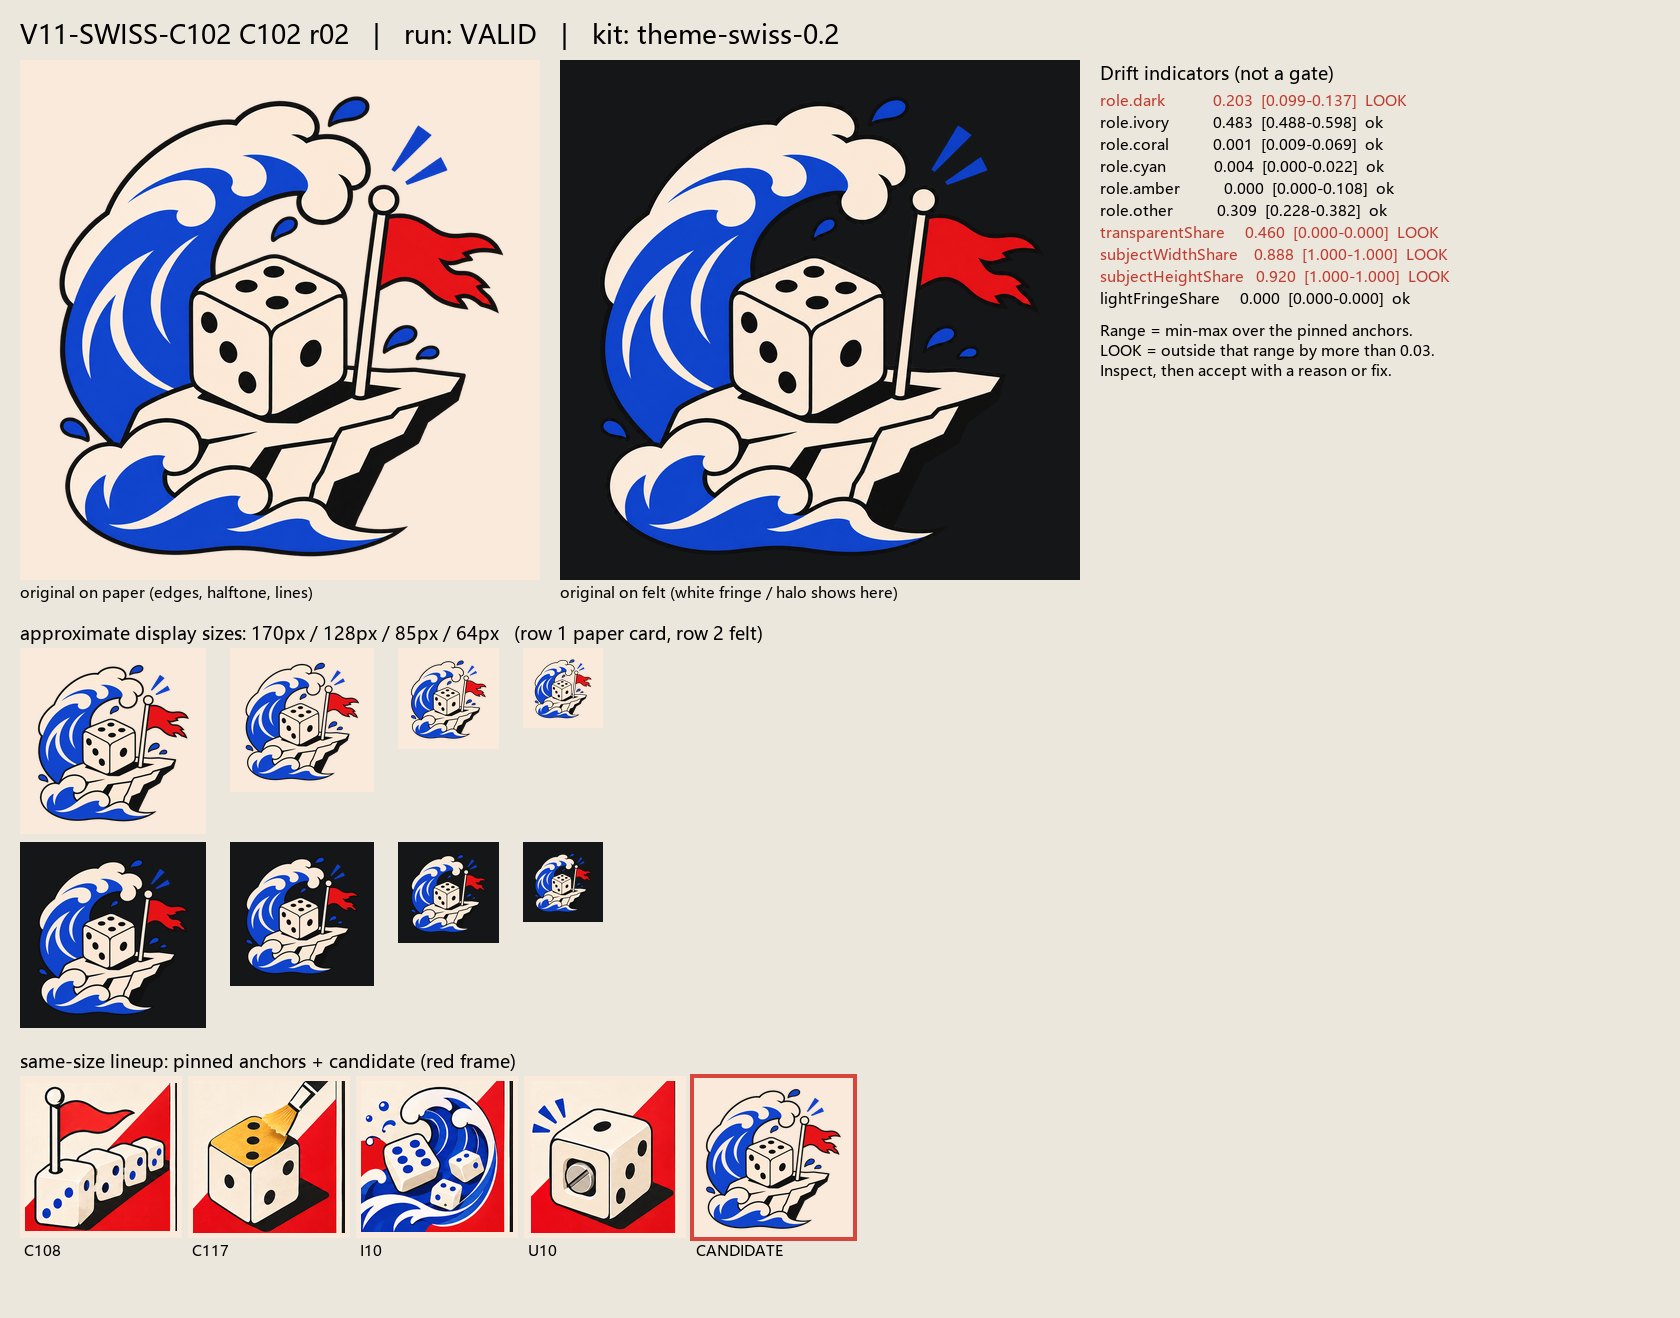 V11-SWISS-C102 C102 r02 | run: VALID | kit: theme-swiss-0.2
Drift indicators (not a gate)
role.dark 0.203 [0.099-0.137] LOOK
role.ivory 0.483 [0.488-0.598] ok
role.coral 0.001 [0.009-0.069] ok
role.cyan 0.004 [0.000-0.022] ok
role.amber 0.000 [0.000-0.108] ok
role.other 0.309 [0.228-0.382] ok
transparentShare 0.460 [0.000-0.000] LOOK
subjectWidthShare 0.888 [1.000-1.000] LOOK
subjectHeightShare 0.920 [1.000-1.000] LOOK
lightFringeShare 0.000 [0.000-0.000] ok
Range = min-max over the pinned anchors.
LOOK = outside that range by more than 0.03.
Inspect, then accept with a reason or fix.
original on paper (edges, halftone, lines)
original on felt (white fringe / halo shows here)
approximate display sizes: 170px / 128px / 85px / 64px (row 1 paper card, row 2 felt)
same-size lineup: pinned anchors + candidate (red frame)
C108
C117
I10
U10
CANDIDATE